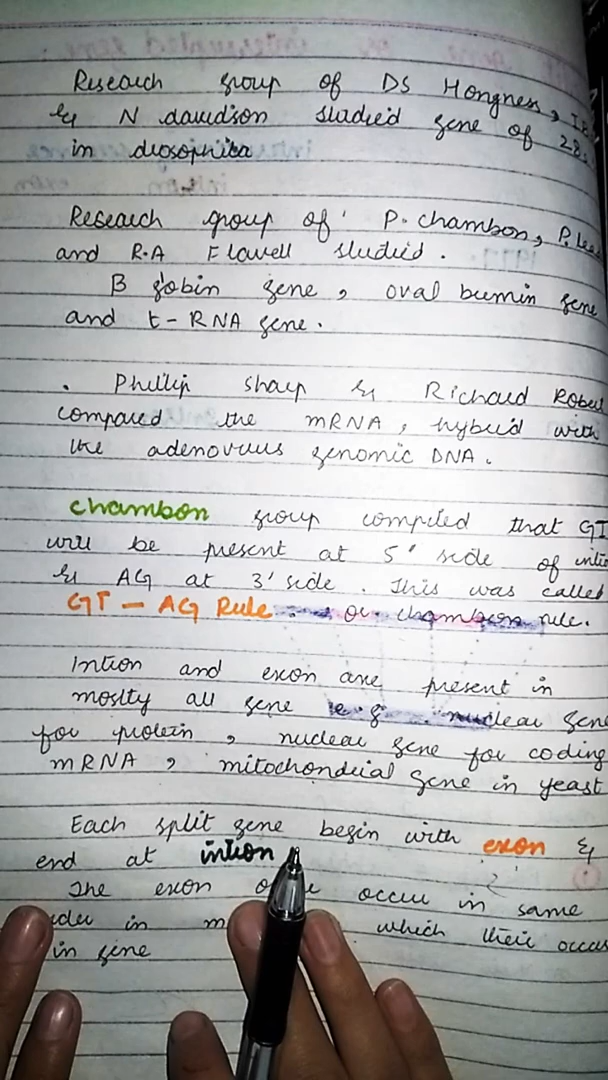 Research group of DS Hongness,
& N davidson studied gene of 28s
in drosophila
Research group of P. chambon, P. lee
and R.A Flavell studied.
B globin gene, oval bumin gene
and t-RNA gene.
. Phillip sharp & Richard Rober
compared the mRNA, hybrid with
the adenovirus genomic DNA.
chambon group compiled that GT
will be present at 5' side of intr
& AG at 3' side. This was called
GT - AG Rule or chambon rule.
Intron and exon are present in
moslty all gene e.g. nuclear gene
for protein, nuclear gene for coding
mRNA, mitochondrial gene in yeast
Each split gene begin with exon &
end at intron
The exon occur in same
in which their occur
in gene